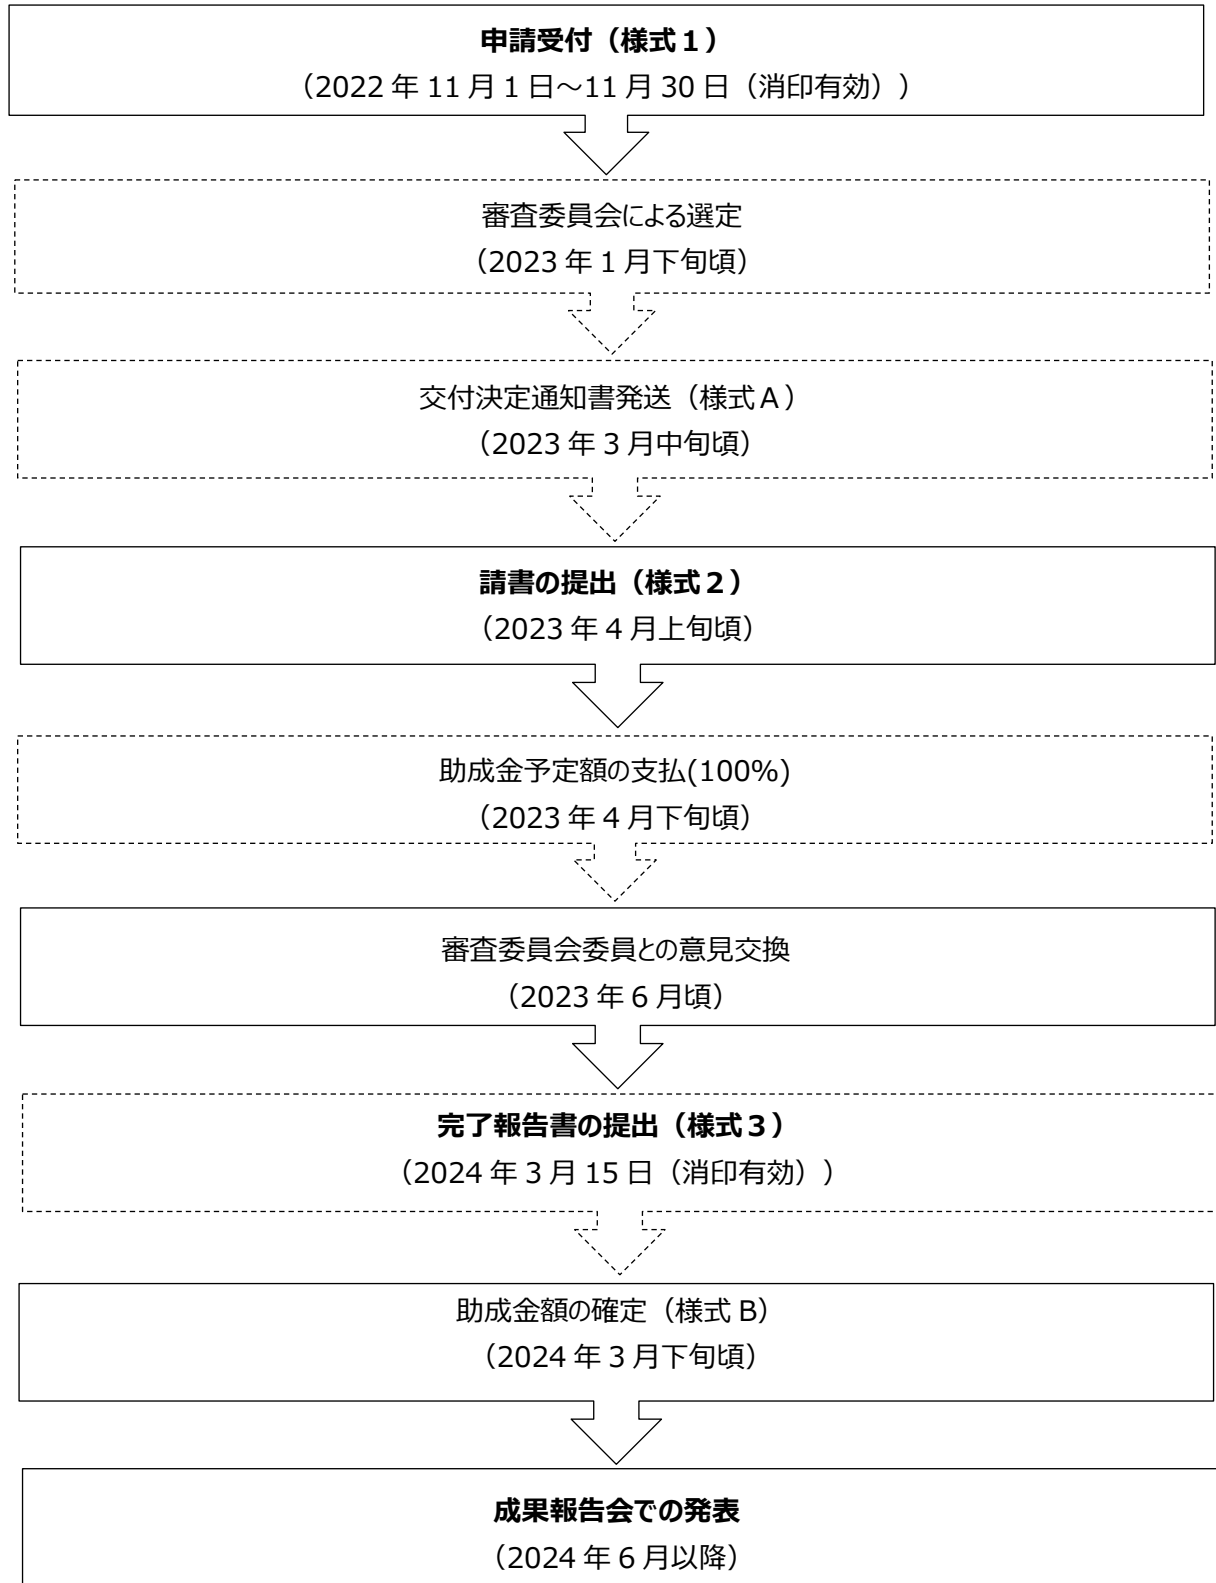 申請受付（様式１）
（2022 年 11 月 1 日～11 月 30 日（消印有効））
審査委員会による選定
（2023 年 1 月下旬頃）
交付決定通知書発送（様式Ａ）
（2023 年 3 月中旬頃）
請書の提出（様式２）
（2023 年 4 月上旬頃）
助成金予定額の支払(100%)
（2023 年 4 月下旬頃）
審査委員会委員との意見交換
（2023 年 6 月頃）
完了報告書の提出（様式３）
（2024 年 3 月 15 日（消印有効））
助成金額の確定（様式 B）
（2024 年 3 月下旬頃）
成果報告会での発表
（2024 年 6 月以降）